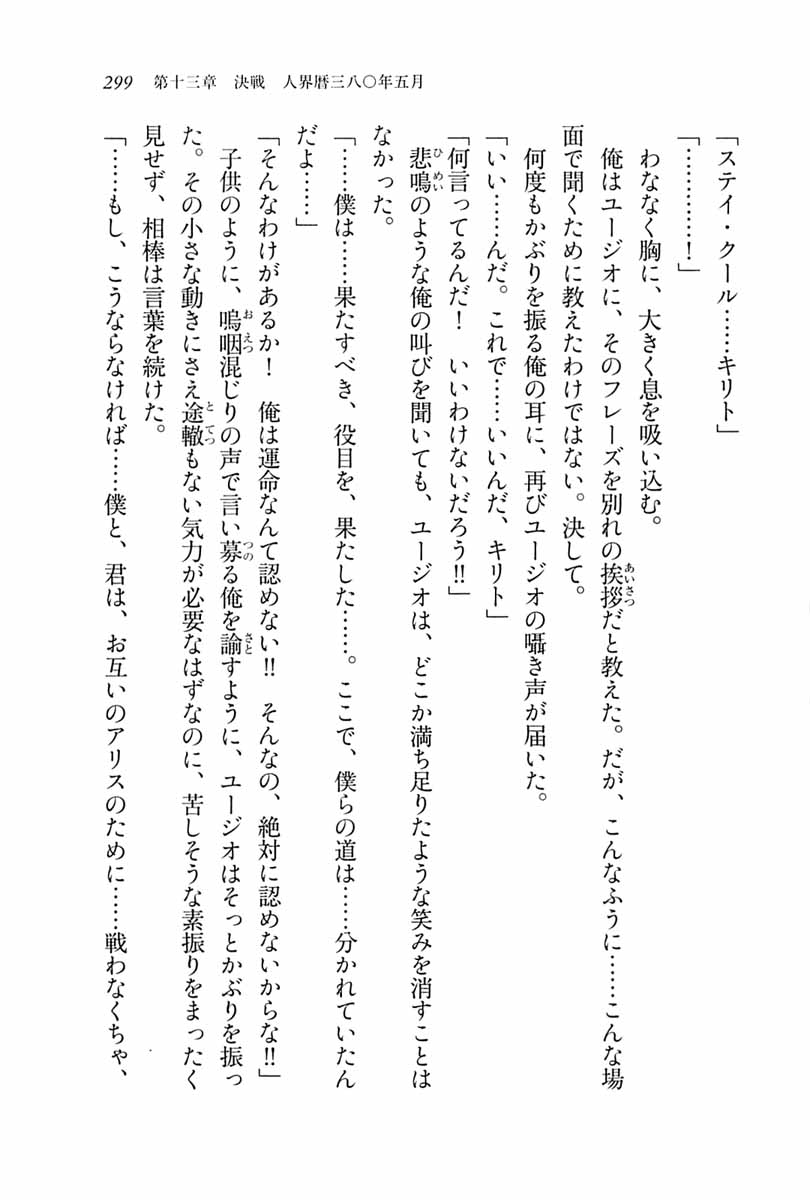 299　第十三章　決戦　人界暦三八〇年五月
「ステイ・クール……キリト」
「…………！」
　わななく胸に、大きく息を吸い込む。
　俺はユージオに、そのフレーズを別れの挨拶だと教えた。だが、こんなふうに……こんな場
面で聞くために教えたわけではない。決して。
　何度もかぶりを振る俺の耳に、再びユージオの囁き声が届いた。
「いい……んだ。これで……いいんだ、キリト」
「何言ってるんだ！　いいわけないだろう!!」
　悲鳴のような俺の叫びを聞いても、ユージオは、どこか満ち足りたような笑みを消すことは
なかった。
「……僕は……果たすべき、役目を、果たした……。ここで、僕らの道は……分かれていたん
だよ……」
「そんなわけがあるか！　俺は運命なんて認めない!!　そんなの、絶対に認めないからな!!」
　子供のように、嗚咽混じりの声で言い募る俺を諭すように、ユージオはそっとかぶりを振っ
た。その小さな動きにさえ途轍もない気力が必要なはずなのに、苦しそうな素振りをまったく
見せず、相棒は言葉を続けた。
「……もし、こうならなければ……僕と、君は、お互いのアリスのために……戦わなくちゃ、